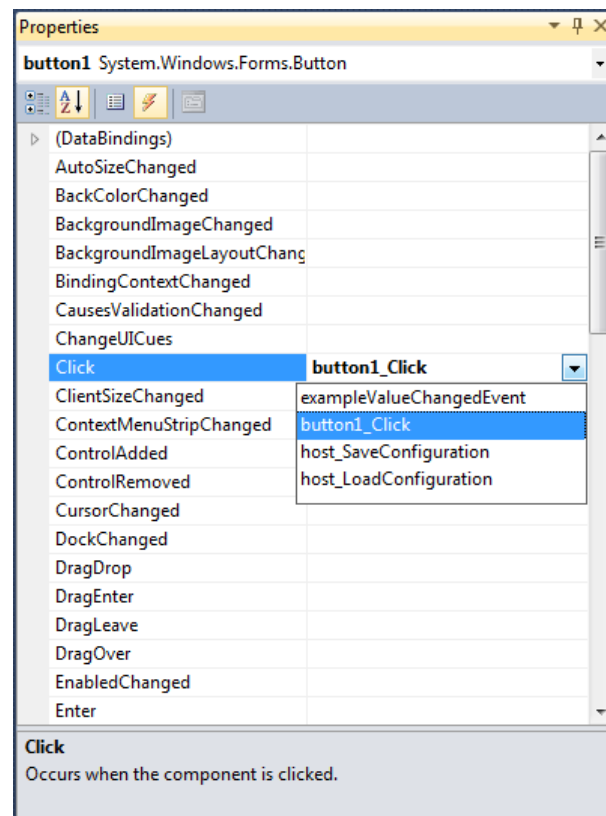 Properties
button1 System.Windows.Forms.Button
(DataBindings)
AutoSizeChanged
BackColorChanged
BackgroundImageChanged
BackgroundImageLayoutChang
BindingContextChanged
CausesValidationChanged
ChangeUICues
Click button1_Click
ClientSizeChanged exampleValueChangedEvent
ContextMenuStripChanged button1_Click
ControlAdded host_SaveConfiguration
ControlRemoved host_LoadConfiguration
CursorChanged
DockChanged
DragDrop
DragEnter
DragLeave
DragOver
EnabledChanged
Enter
Click
Occurs when the component is clicked.